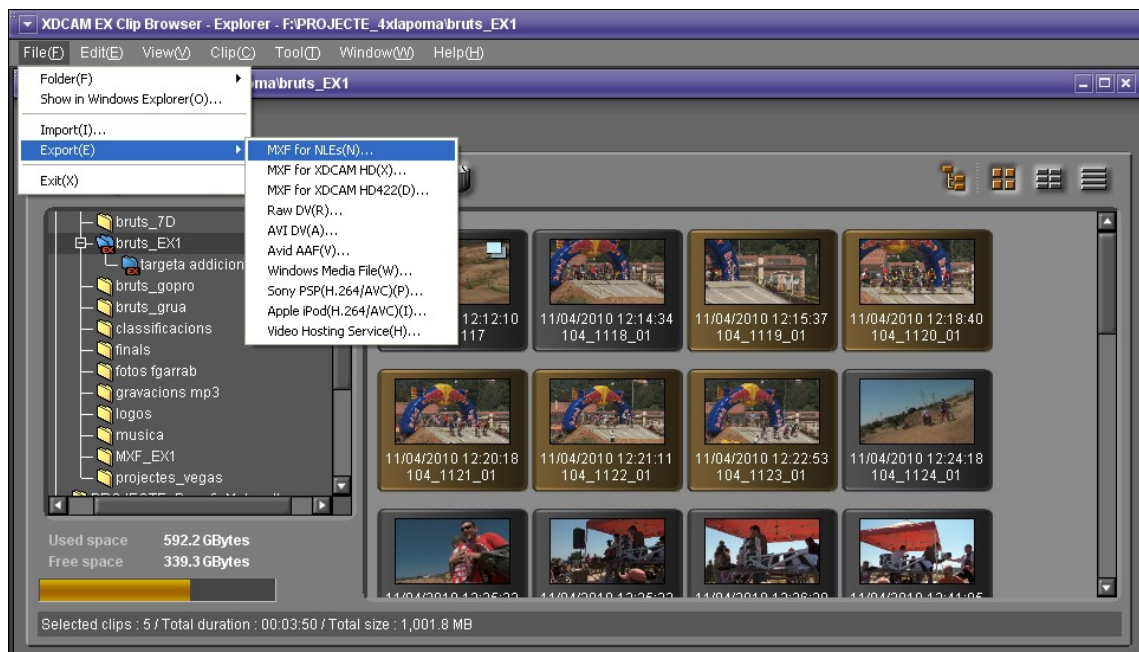 XDCAM EX Clip Browser - Explorer - F:\PROJECTE_4xlapoma\bruts_EX1
File(F) Edit(E) View(V) Clip(C) Tool(T) Window(W) Help(H)
oma\bruts_EX1
Folder(F)
Show in Windows Explorer(O)...
Import(I)...
Export(E)
Exit(X)
MXF for NLEs(N)...
MXF for XDCAM HD(X)...
MXF for XDCAM HD422(D)...
Raw DV(R)...
AVI DV(A)...
Avid AAF(V)...
Windows Media File(W)...
Sony PSP(H.264/AVC)(P)...
Apple iPod(H.264/AVC)(I)...
Video Hosting Service(H)...
bruts_7D
bruts_EX1
targeta addicion
bruts_gopro
bruts_grua
classificacions
finals
fotos fgarrab
gravacions mp3
logos
musica
MXF_EX1
projectes_vegas
12:12:10 11/04/2010 12:14:34 11/04/2010 12:15:37 11/04/2010 12:18:40
117 104_1118_01 104_1119_01 104_1120_01
11/04/2010 12:20:18 11/04/2010 12:21:11 11/04/2010 12:22:53 11/04/2010 12:24:18
104_1121_01 104_1122_01 104_1123_01 104_1124_01
Used space 592.2 GBytes
Free space 339.3 GBytes
Selected clips : 5 / Total duration : 00:03:50 / Total size : 1,001.8 MB